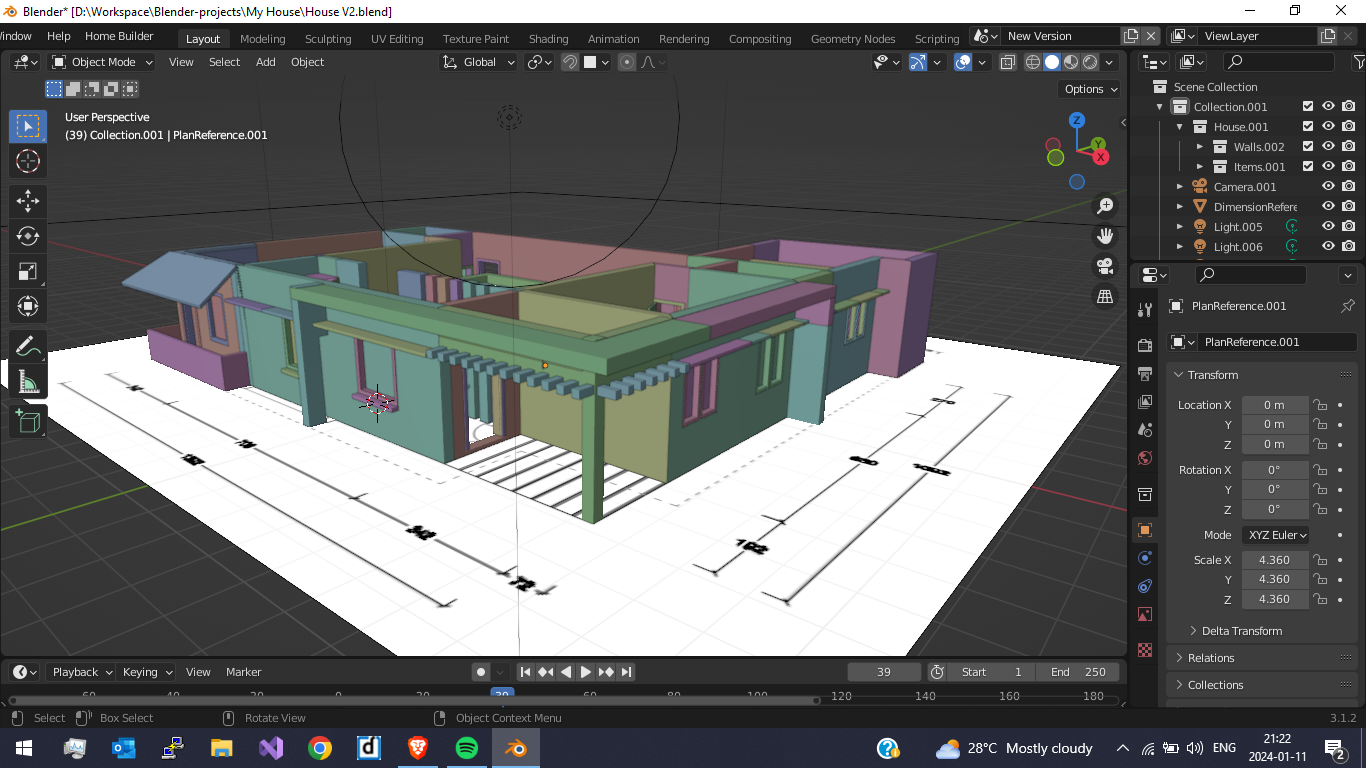 Blender* [D:\Workspace\Blender-projects\My House\House V2.blend]
indow Help Home Builder Layout Modeling Sculpting UV Editing Texture Paint Shading Animation Rendering Compositing Geometry Nodes Scripting New Version ViewLayer
Object Mode View Select Add Object Global
Options
User Perspective
(39) Collection.001 | PlanReference.001
Z
Y
X
Scene Collection
Collection.001
House.001
Walls.002
Items.001
Camera.001
DimensionRefere
Light.005
Light.006
PlanReference.001
PlanReference.001
Transform
Location X 0 m
Y 0 m
Z 0 m
Rotation X 0°
Y 0°
Z 0°
Mode XYZ Euler
Scale X 4.360
Y 4.360
Z 4.360
Delta Transform
Relations
Collections
Playback Keying View Marker 39 Start 1 End 250
0 20 39 60 80 100 120 140 160 180
Select Box Select Rotate View Object Context Menu 3.1.2
28°C Mostly cloudy ENG 21:22
2024-01-11 2